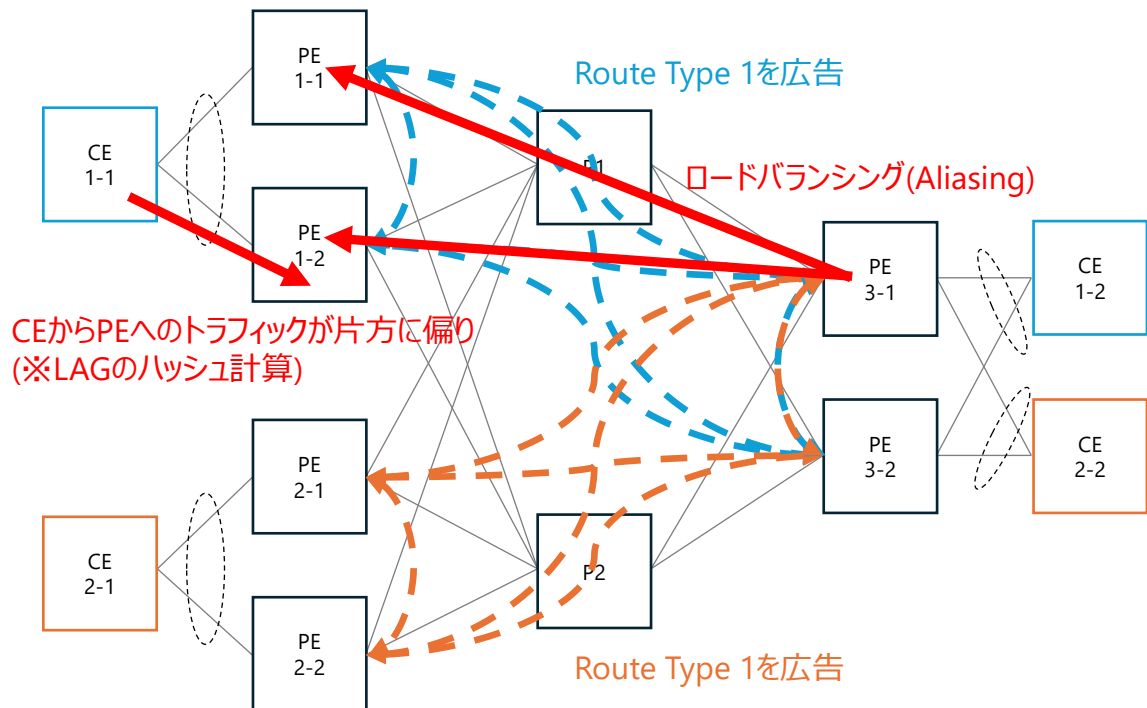 PE
1-1
Route Type 1を広告
CE
1-1
P1
ロードバランシング(Aliasing)
PE
1-2
PE
3-1
CE
1-2
CEからPEへのトラフィックが片方に偏り
(※LAGのハッシュ計算)
PE
2-1
PE
3-2
CE
2-2
CE
2-1
P2
PE
2-2
Route Type 1を広告